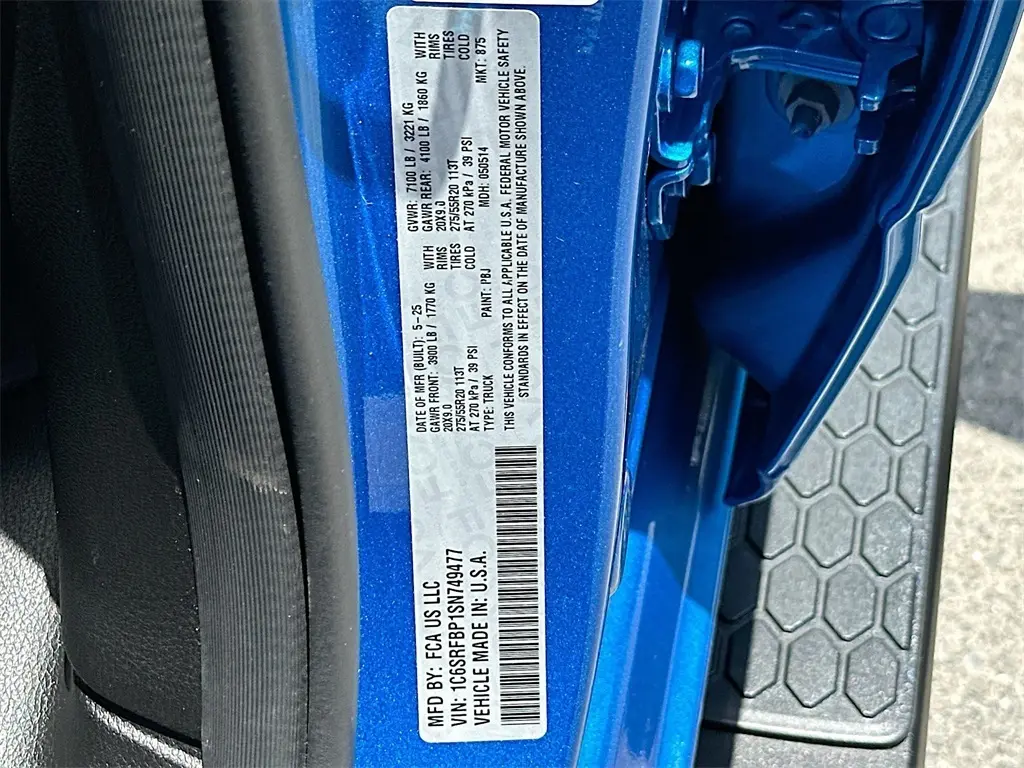 MFD BY: FCA US LLC
VIN: 1C6SRFBP1SN749477
VEHICLE MADE IN: U.S.A.
DATE OF MFR (BUILT): 5-25
GAWR FRONT: 3900 LB / 1770 KG WITH
20X9.0 RIMS
275/55R20 113T TIRES
AT 270 kPa / 39 PSI COLD
TYPE: TRUCK PAINT: PBJ
GVWR: 7100 LB / 3221 KG
GAWR REAR: 4100 LB / 1860 KG WITH
20X9.0 RIMS
275/55R20 113T TIRES
AT 270 kPa / 39 PSI COLD
MDH: 050514 MKT: 875
THIS VEHICLE CONFORMS TO ALL APPLICABLE U.S.A. FEDERAL MOTOR VEHICLE SAFETY
STANDARDS IN EFFECT ON THE DATE OF MANUFACTURE SHOWN ABOVE.